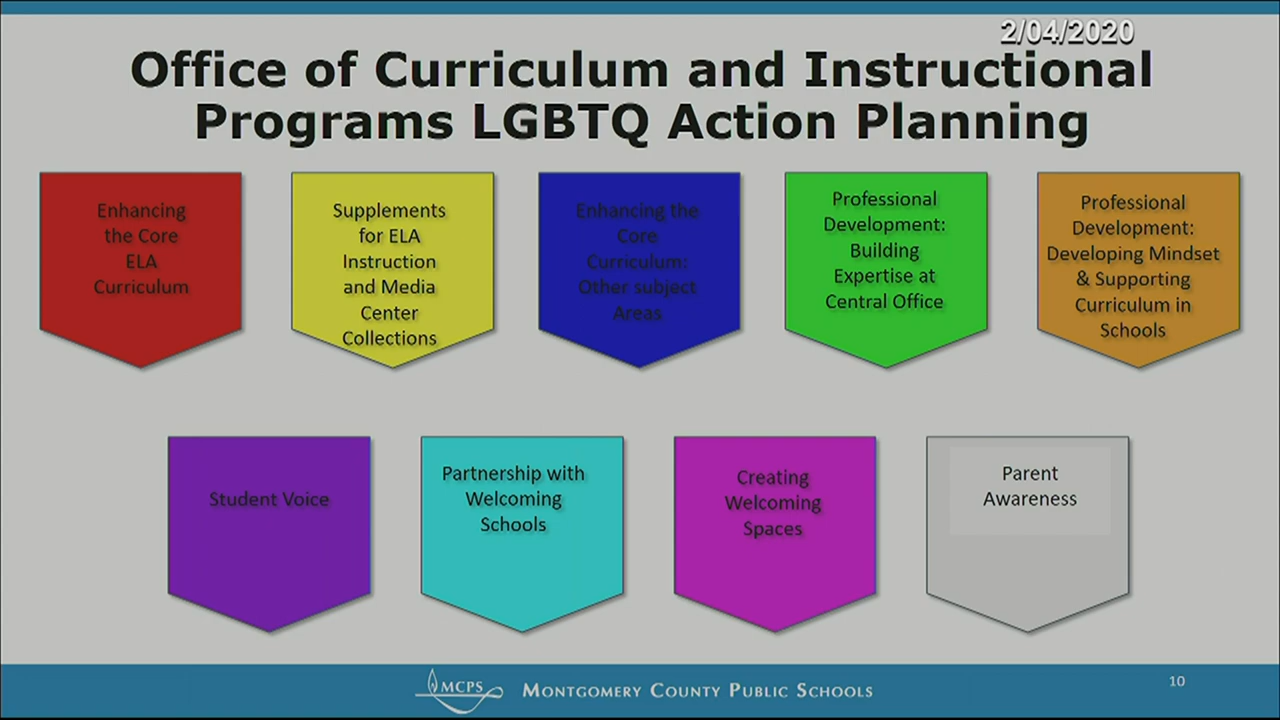 2/04/2020
Office of Curriculum and Instructional
Programs LGBTQ Action Planning
Enhancing
the Core
ELA
Curriculum
Supplements
for ELA
Instruction
and Media
Center
Collections
Enhancing the
Core
Curriculum:
Other subject
Areas
Professional
Development:
Building
Expertise at
Central Office
Professional
Development:
Developing Mindset
& Supporting
Curriculum in
Schools
Student Voice
Partnership with
Welcoming
Schools
Creating
Welcoming
Spaces
Parent
Awareness
MCPS
MONTGOMERY COUNTY PUBLIC SCHOOLS
10